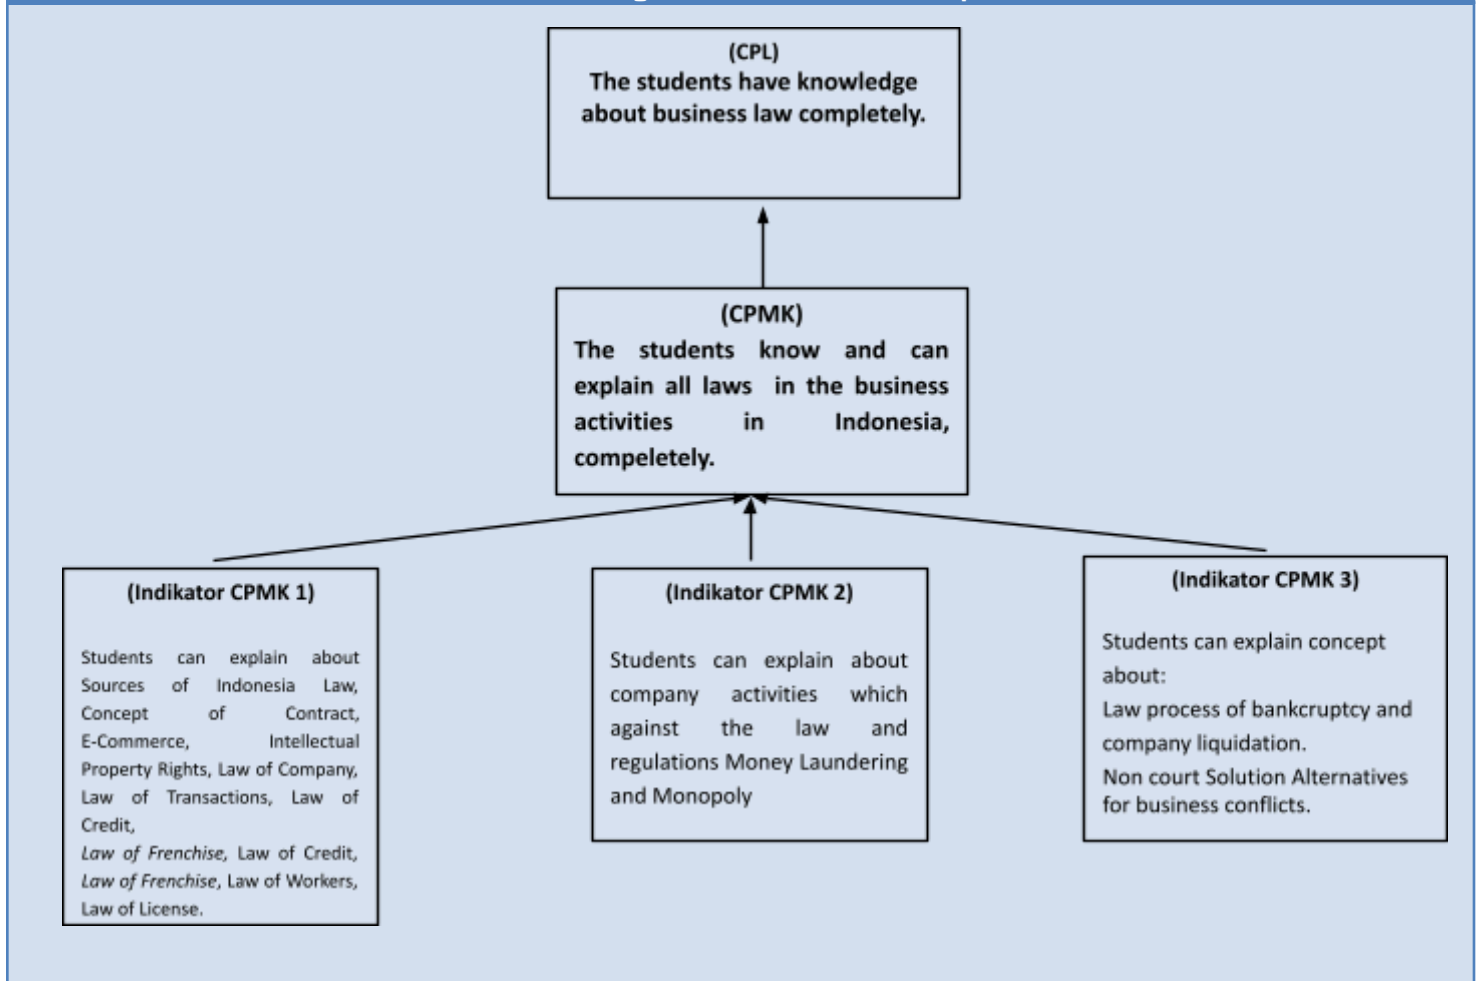 (CPL)
The students have knowledge
about business law completely.
(CPMK)
The students know and can
explain all laws in the business
activities in Indonesia,
compeletely.
(Indikator CPMK 1)
Students can explain about
Sources of Indonesia Law,
Concept of Contract,
E-Commerce, Intellectual
Property Rights, Law of Company,
Law of Transactions, Law of
Credit,
Law of Frenchise, Law of Credit,
Law of Frenchise, Law of Workers,
Law of License.
(Indikator CPMK 2)
Students can explain about
company activities which
against the law and
regulations Money Laundering
and Monopoly
(Indikator CPMK 3)
Students can explain concept
about:
Law process of bankcruptcy and
company liquidation.
Non court Solution Alternatives
for business conflicts.